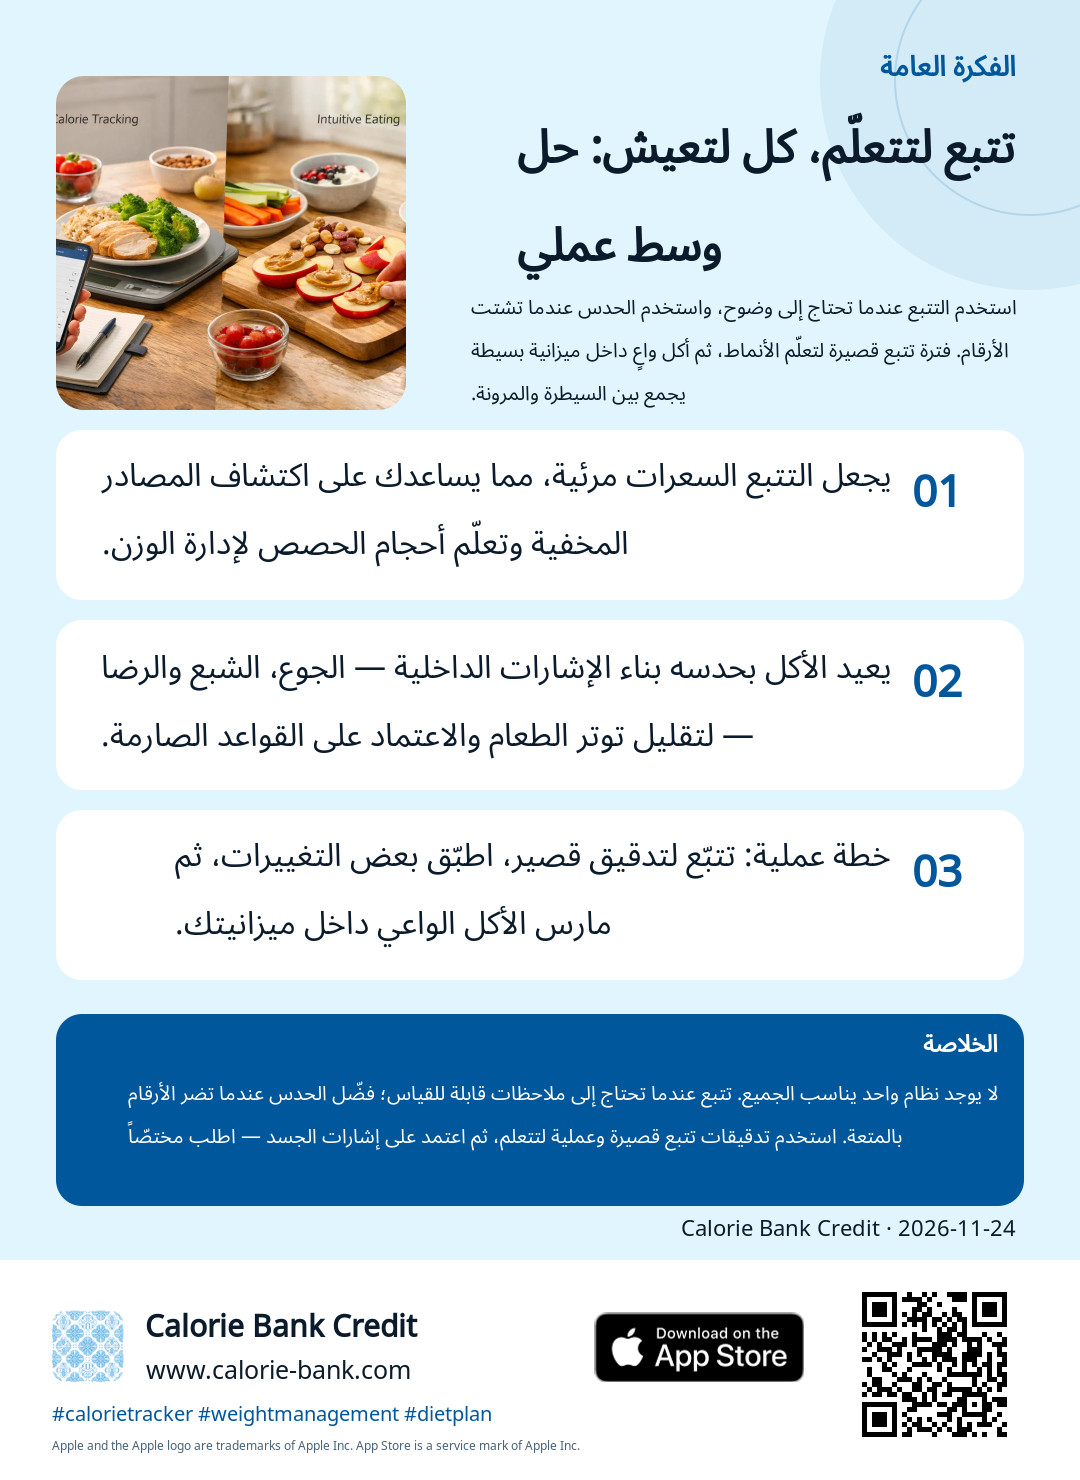 الفكرة العامة
تتبع لتتعلّم، كل لتعيش: حل
وسط عملي
استخدم التتبع عندما تحتاج إلى وضوح، واستخدم الحدس عندما تشتت
الأرقام. فترة تتبع قصيرة لتعلّم الأنماط، ثم أكل واعٍ داخل ميزانية بسيطة
يجمع بين السيطرة والمرونة.
Calorie Tracking
Intuitive Eating
01
يجعل التتبع السعرات مرئية، مما يساعدك على اكتشاف المصادر
المخفية وتعلّم أحجام الحصص لإدارة الوزن.
02
يعيد الأكل بحدسه بناء الإشارات الداخلية — الجوع، الشبع والرضا
— لتقليل توتر الطعام والاعتماد على القواعد الصارمة.
03
خطة عملية: تتبّع لتدقيق قصير، اطبّق بعض التغييرات، ثم
مارس الأكل الواعي داخل ميزانيتك.
الخلاصة
لا يوجد نظام واحد يناسب الجميع. تتبع عندما تحتاج إلى ملاحظات قابلة للقياس؛ فضّل الحدس عندما تضر الأرقام
بالمتعة. استخدم تدقيقات تتبع قصيرة وعملية لتتعلم، ثم اعتمد على إشارات الجسد — اطلب مختصّاً
Calorie Bank Credit · 2026-11-24
Calorie Bank Credit
www.calorie-bank.com
Download on the
App Store
#calorietracker #weightmanagement #dietplan
Apple and the Apple logo are trademarks of Apple Inc. App Store is a service mark of Apple Inc.